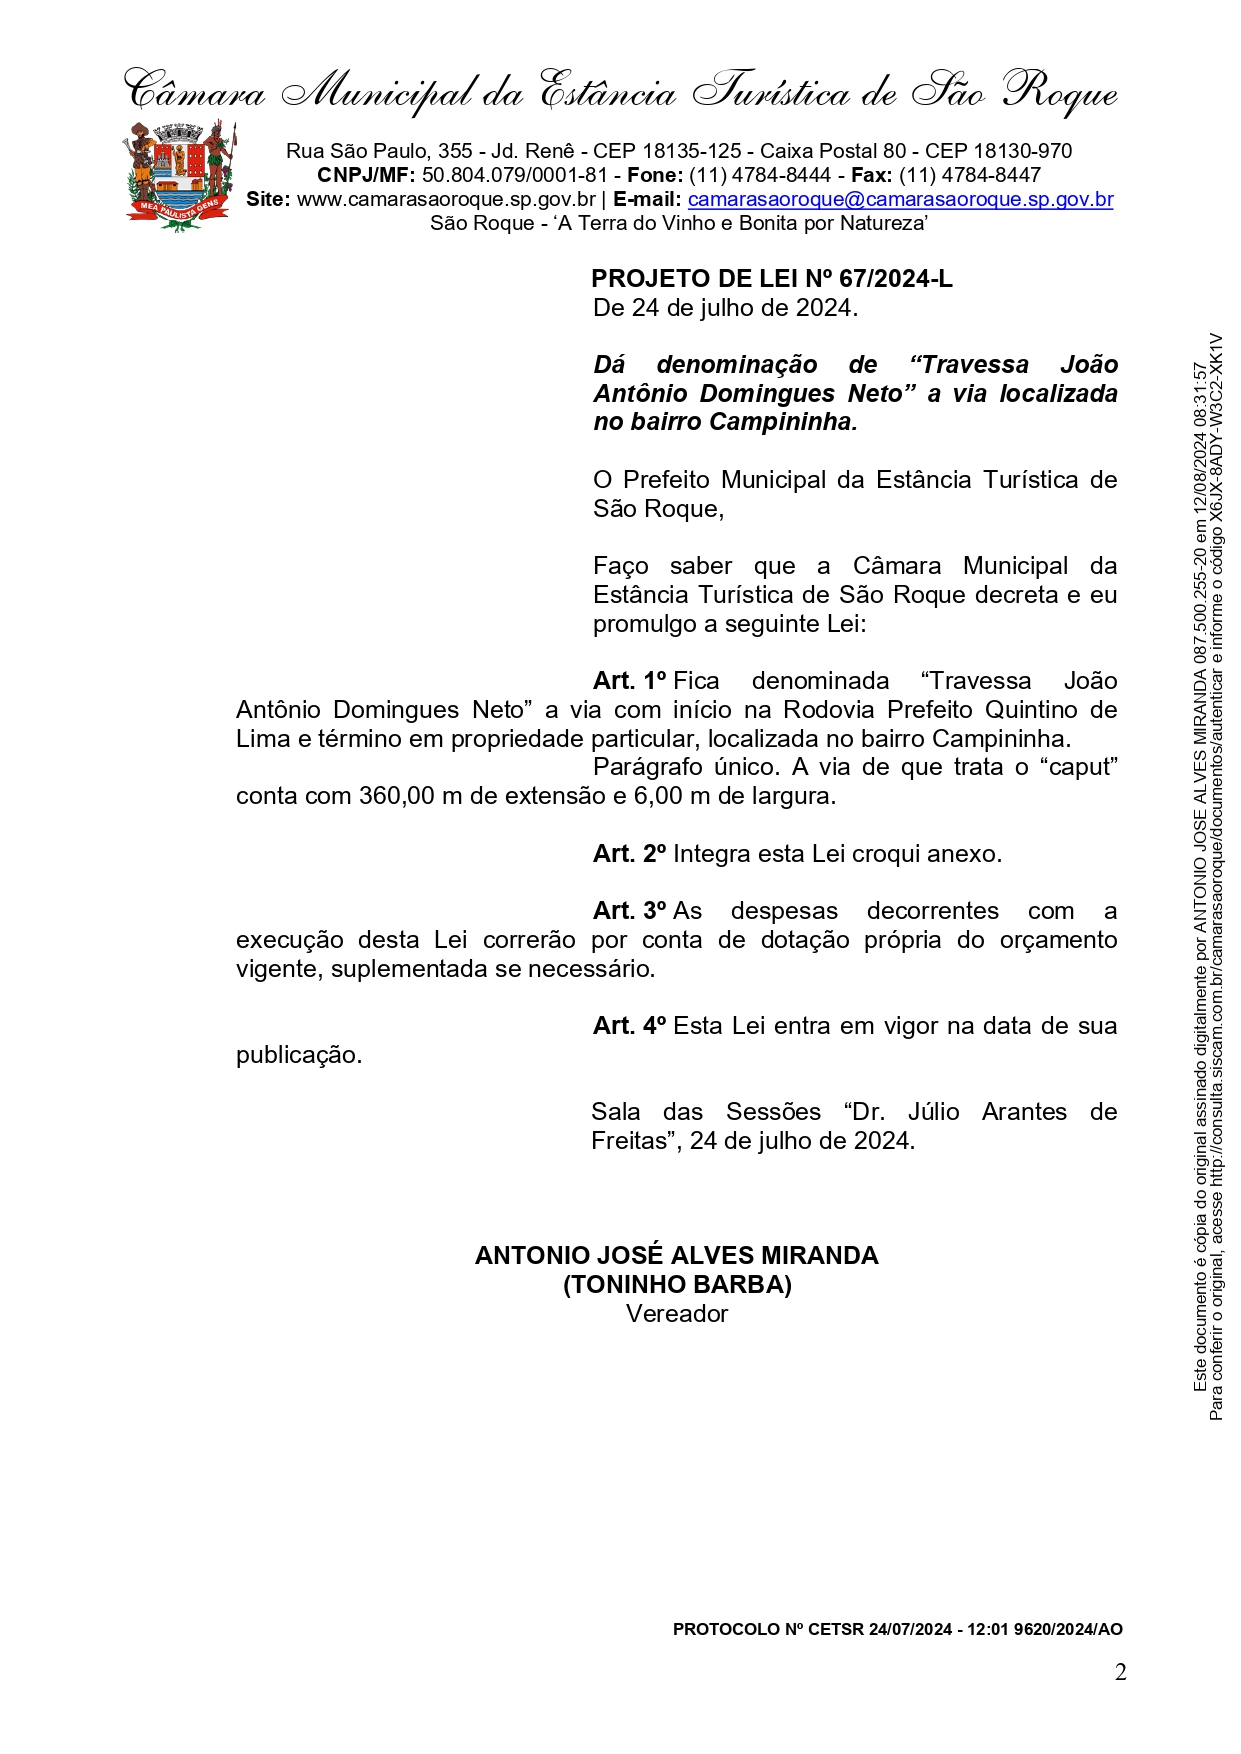 Câmara Municipal da Estância Turística de São Roque
MEA PAULISTA GENS
Rua São Paulo, 355 - Jd. Renê - CEP 18135-125 - Caixa Postal 80 - CEP 18130-970
CNPJ/MF: 50.804.079/0001-81 - Fone: (11) 4784-8444 - Fax: (11) 4784-8447
Site: www.camarasaoroque.sp.gov.br | E-mail: camarasaoroque@camarasaoroque.sp.gov.br
São Roque - ‘A Terra do Vinho e Bonita por Natureza’
PROJETO DE LEI Nº 67/2024-L
De 24 de julho de 2024.
Dá denominação de “Travessa João
Antônio Domingues Neto” a via localizada
no bairro Campininha.
O Prefeito Municipal da Estância Turística de
São Roque,
Faço saber que a Câmara Municipal da
Estância Turística de São Roque decreta e eu
promulgo a seguinte Lei:
Art. 1º Fica denominada “Travessa João
Antônio Domingues Neto” a via com início na Rodovia Prefeito Quintino de
Lima e término em propriedade particular, localizada no bairro Campininha.
Parágrafo único. A via de que trata o “caput”
conta com 360,00 m de extensão e 6,00 m de largura.
Art. 2º Integra esta Lei croqui anexo.
Art. 3º As despesas decorrentes com a
execução desta Lei correrão por conta de dotação própria do orçamento
vigente, suplementada se necessário.
Art. 4º Esta Lei entra em vigor na data de sua
publicação.
Sala das Sessões “Dr. Júlio Arantes de
Freitas”, 24 de julho de 2024.
ANTONIO JOSÉ ALVES MIRANDA
(TONINHO BARBA)
Vereador
PROTOCOLO Nº CETSR 24/07/2024 - 12:01 9620/2024/AO
2
Este documento é cópia do original assinado digitalmente por ANTONIO JOSE ALVES MIRANDA 087.500.255-20 em 12/08/2024 08:31:57
Para conferir o original, acesse http://consulta.siscam.com.br/camarasaoroque/documentos/autenticar e informe o código X6JX-8ADY-W3C2-XK1V